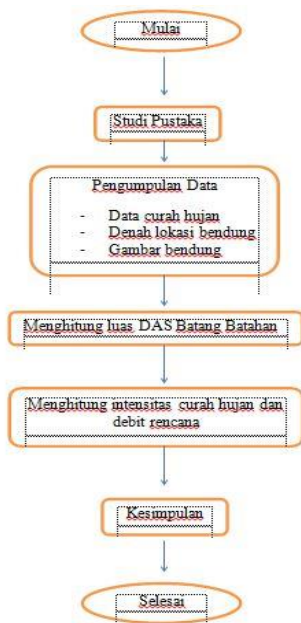 Mulai
Studi Pustaka
Pengumpulan Data
- Data curah hujan
- Denah lokasi bendung
- Gambar bendung
Menghitung luas DAS Batang Batahan
Menghitung intensitas curah hujan dan
debit rencana
Kesimpulan
Selesai